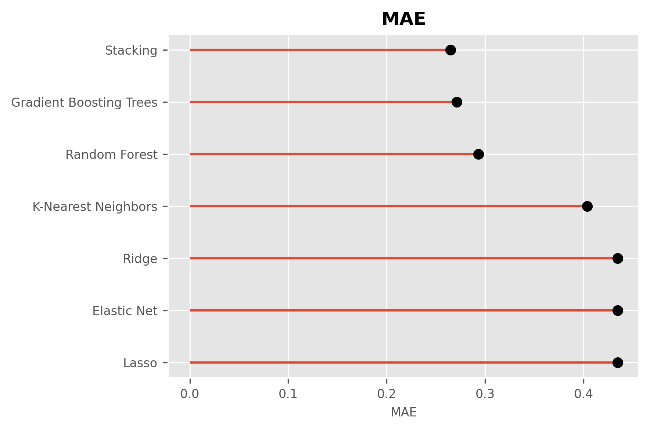 MAE
Stacking
Gradient Boosting Trees
Random Forest
K-Nearest Neighbors
Ridge
Elastic Net
Lasso
0.0 0.1 0.2 0.3 0.4
MAE